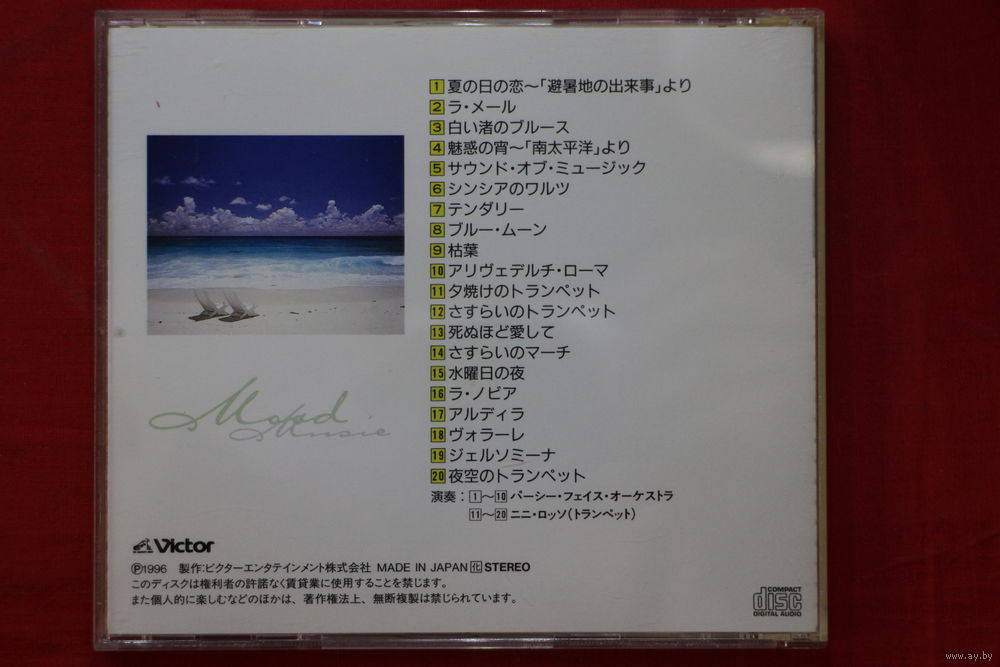 1 夏の日の恋〜「避暑地の出来事」より
2 ラ・メール
3 白い渚のブルース
4 魅惑の宵〜「南太平洋」より
5 サウンド・オブ・ミュージック
6 シンシアのワルツ
7 テンダリー
8 ブルー・ムーン
9 枯葉
10 アリヴェデルチ・ローマ
11 夕焼けのトランペット
12 さすらいのトランペット
13 死ぬほど愛して
14 さすらいのマーチ
15 水曜日の夜
16 ラ・ノビア
17 アルディラ
18 ヴォラーレ
19 ジェルソミーナ
20 夜空のトランペット
演奏：1〜10 パーシー・フェイス・オーケストラ
11〜20 ニニ・ロッソ（トランペット）
Mood
Music
Victor
Ⓟ1996 製作：ビクターエンタテインメント株式会社 MADE IN JAPAN 化 STEREO
このディスクは権利者の許諾なく賃貸業に使用することを禁じます。
また個人的に楽しむなどのほかは、著作権法上、無断複製は禁じられています。
COMPACT
disc
DIGITAL AUDIO
www.ay.by